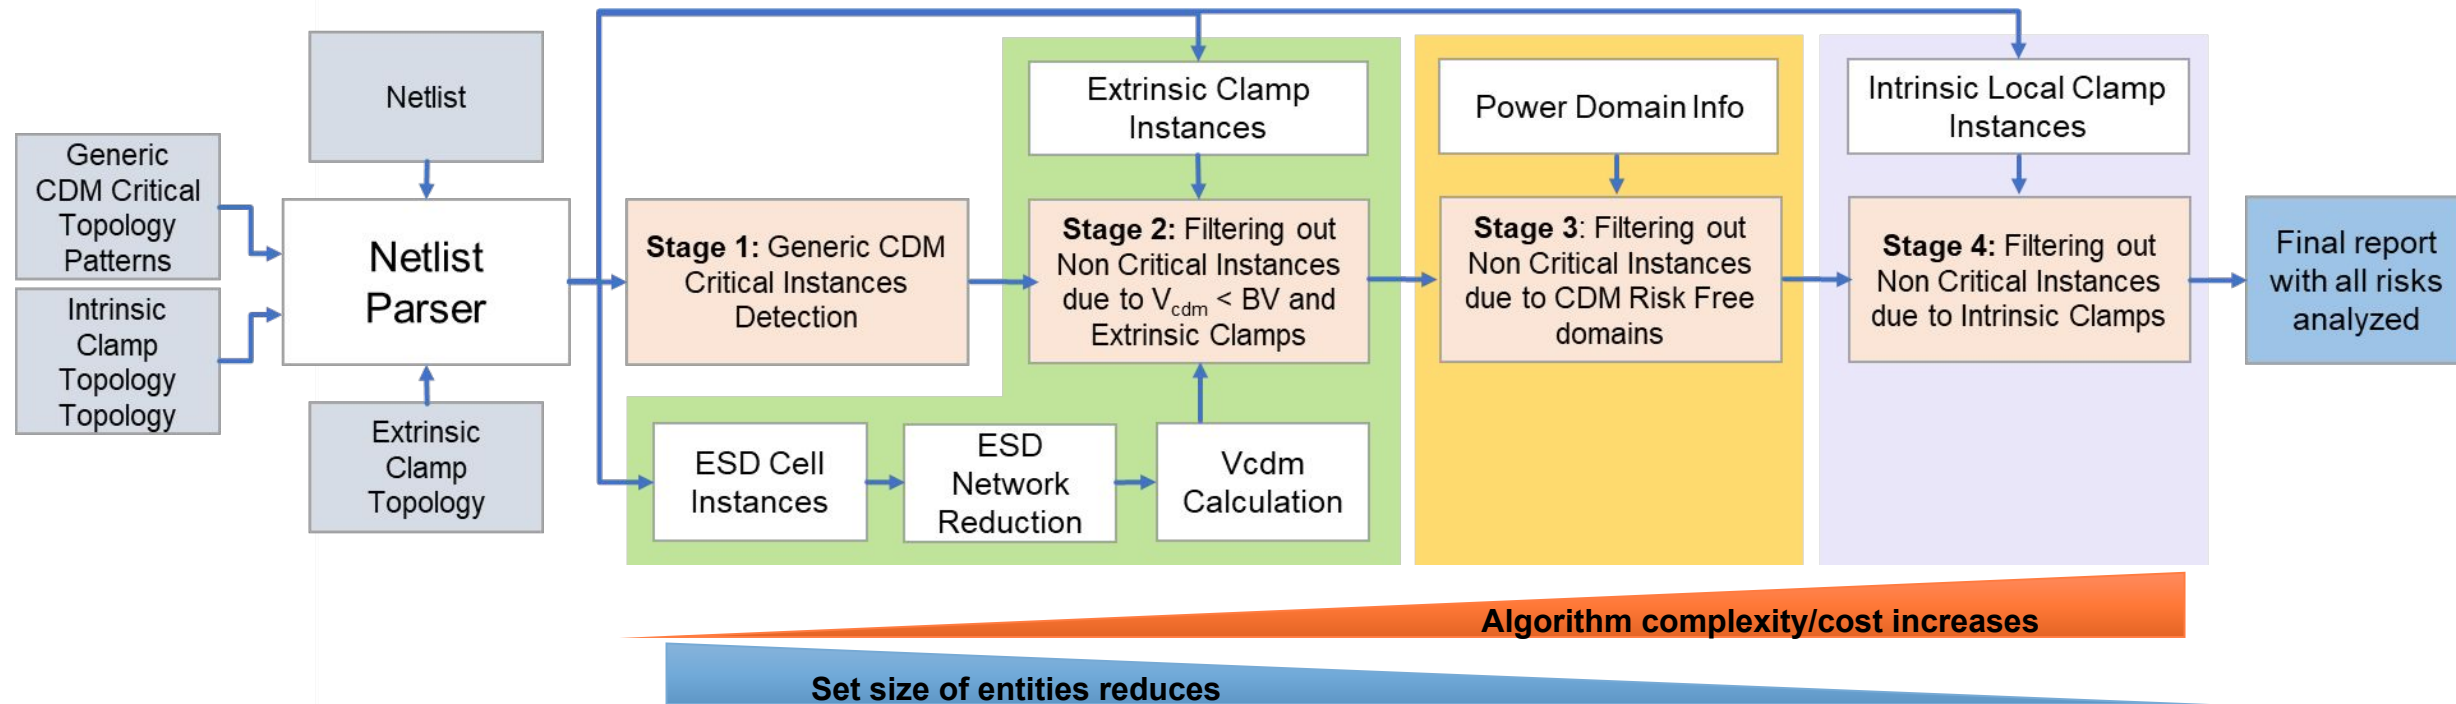 Netlist
Generic
CDM Critical
Topology
Patterns
Intrinsic
Clamp
Topology
Topology
Netlist
Parser
Extrinsic
Clamp
Topology
Stage 1: Generic CDM
Critical Instances
Detection
Extrinsic Clamp
Instances
Stage 2: Filtering out
Non Critical Instances
due to Vcdm < BV and
Extrinsic Clamps
ESD Cell
Instances
ESD
Network
Reduction
Vcdm
Calculation
Power Domain Info
Stage 3: Filtering out
Non Critical Instances
due to CDM Risk Free
domains
Intrinsic Local Clamp
Instances
Stage 4: Filtering out
Non Critical Instances
due to Intrinsic Clamps
Final report
with all risks
analyzed
Algorithm complexity/cost increases
Set size of entities reduces